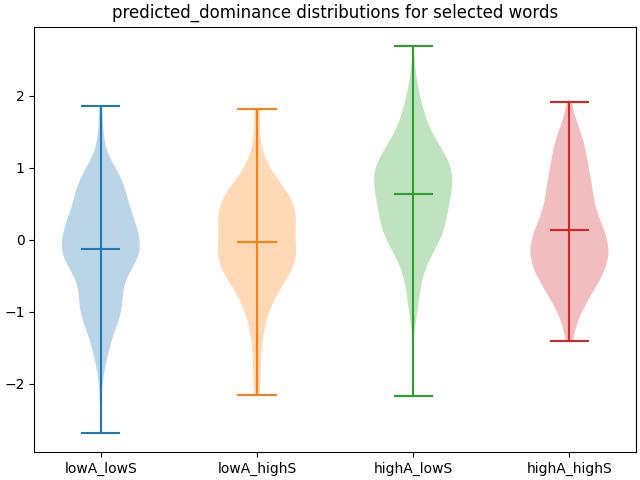 predicted_dominance distributions for selected words
2
1
0
−1
−2
lowA_lowS
lowA_highS
highA_lowS
highA_highS